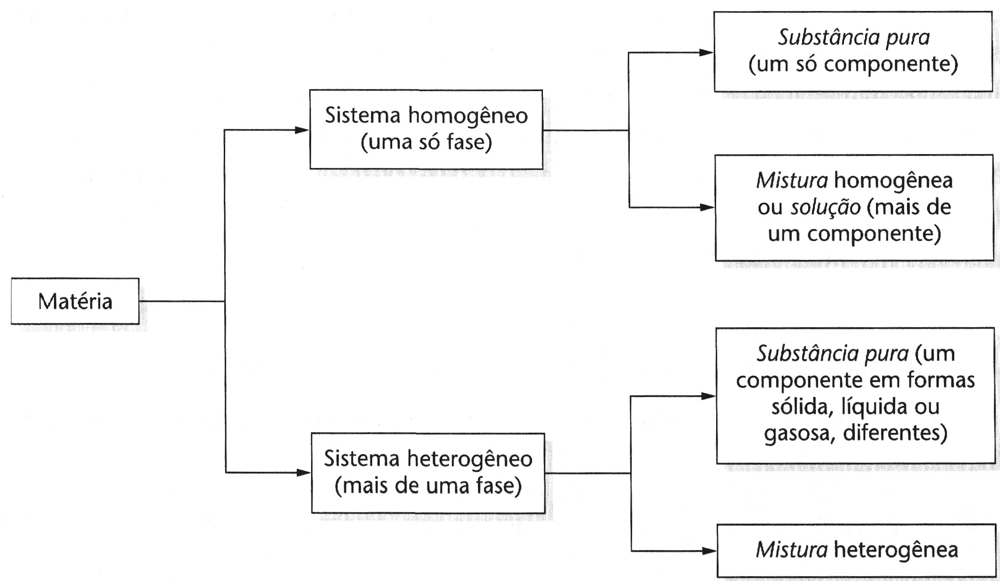 Matéria
Sistema homogêneo
(uma só fase)
Substância pura
(um só componente)
Mistura homogênea
ou solução (mais de
um componente)
Sistema heterogêneo
(mais de uma fase)
Substância pura (um
componente em formas
sólida, líquida ou
gasosa, diferentes)
Mistura heterogênea